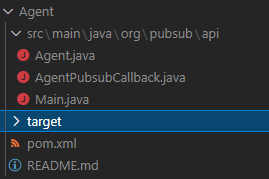 Agent
src\main\java\org\pubsub\api
Agent.java
AgentPubsubCallback.java
Main.java
target
pom.xml
README.md